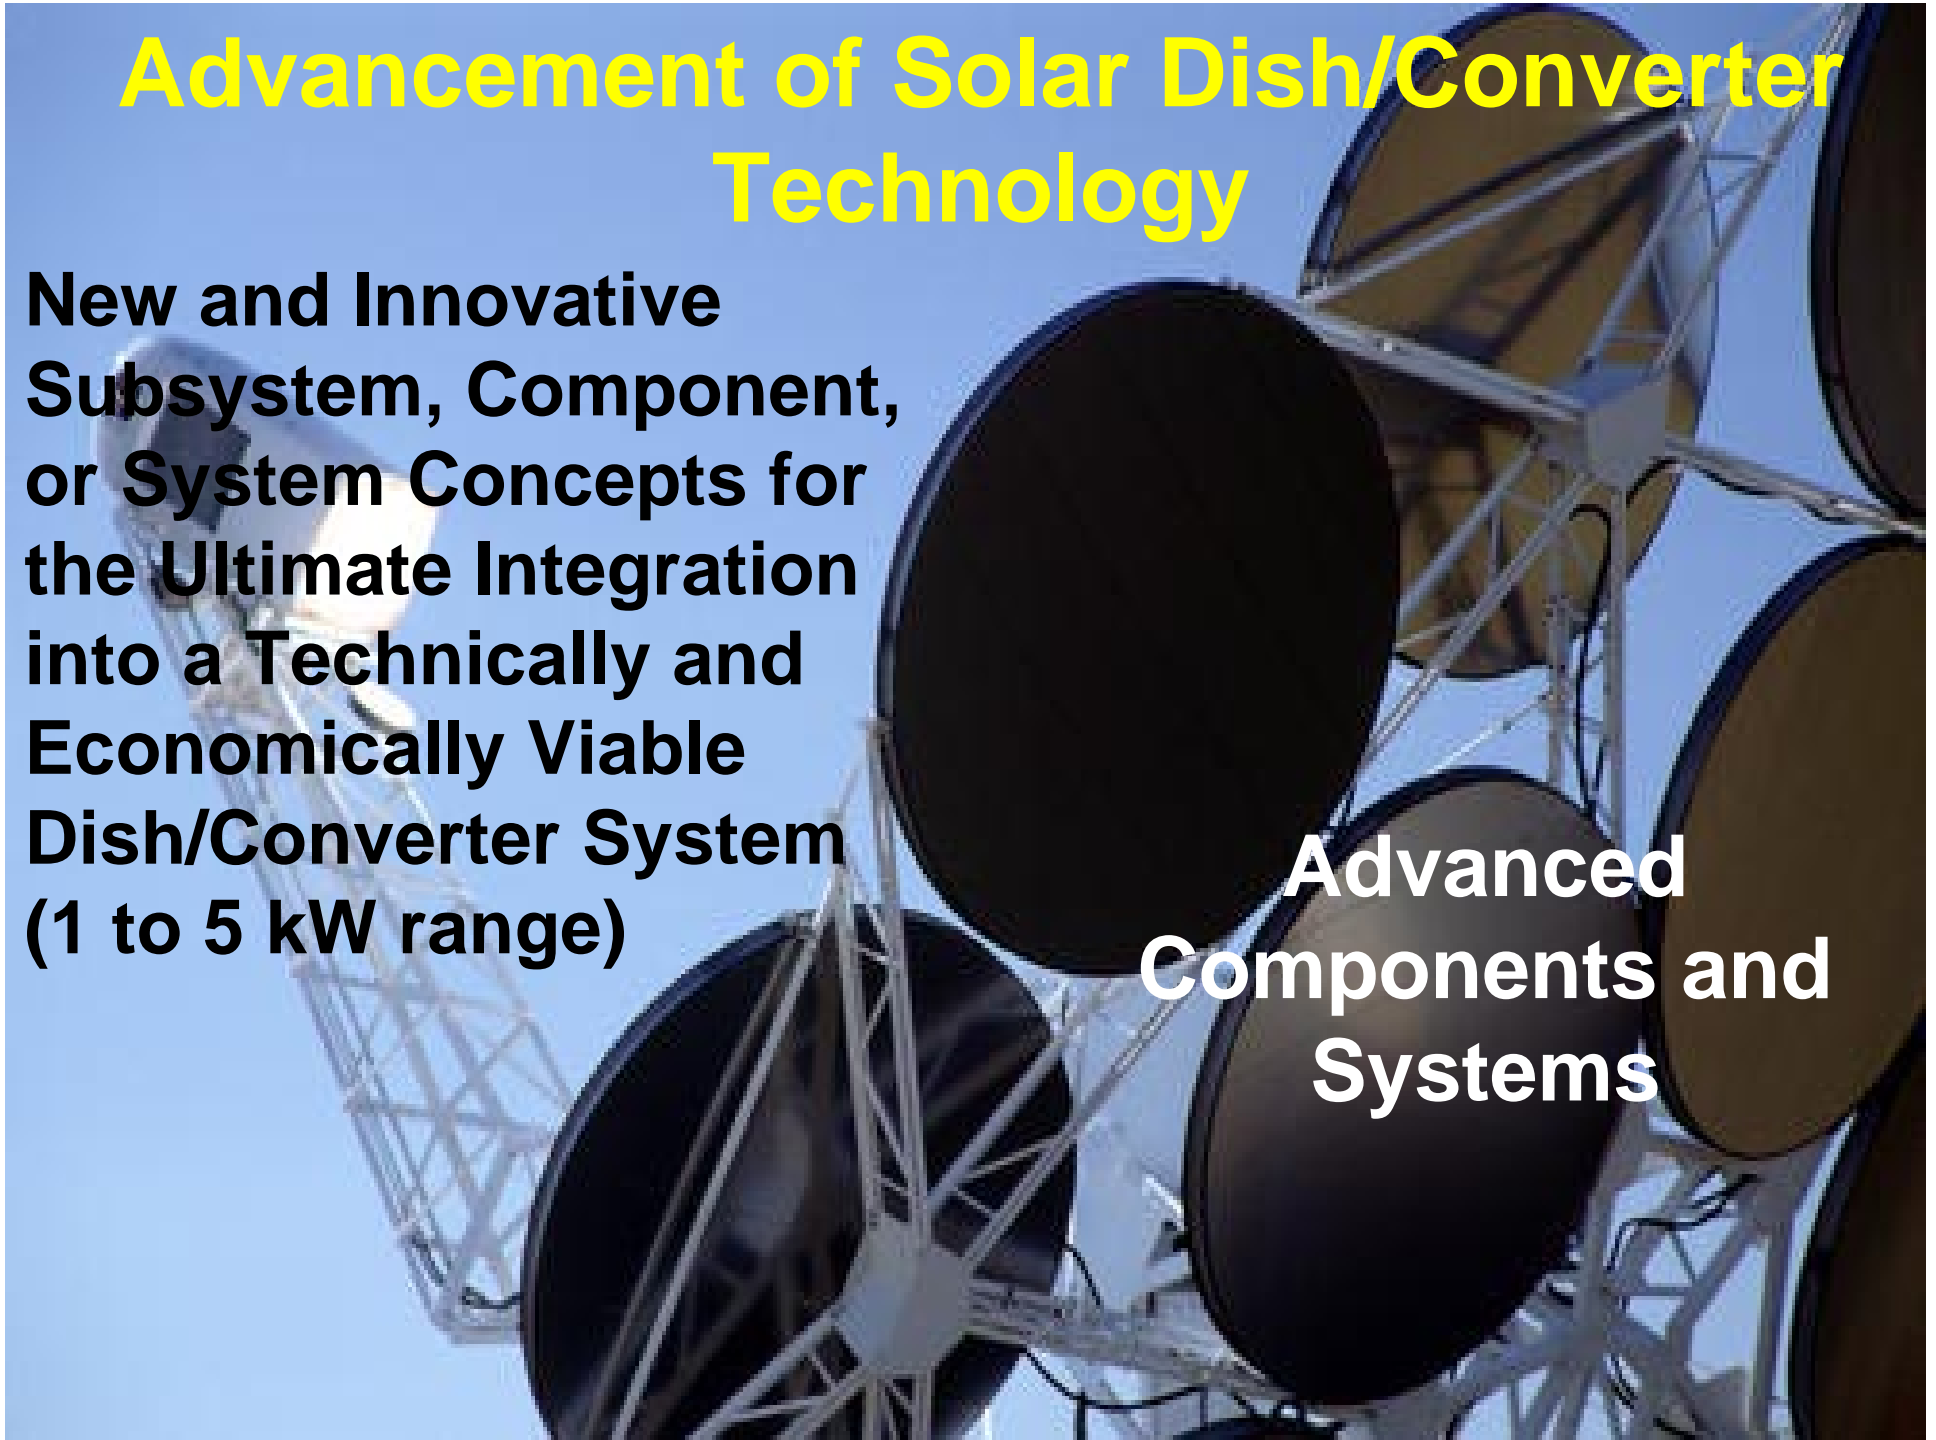 Advancement of Solar Dish/Converter
Technology
New and Innovative
Subsystem, Component,
or System Concepts for
the Ultimate Integration
into a Technically and
Economically Viable
Dish/Converter System
(1 to 5 kW range)
Advanced
Components and
Systems